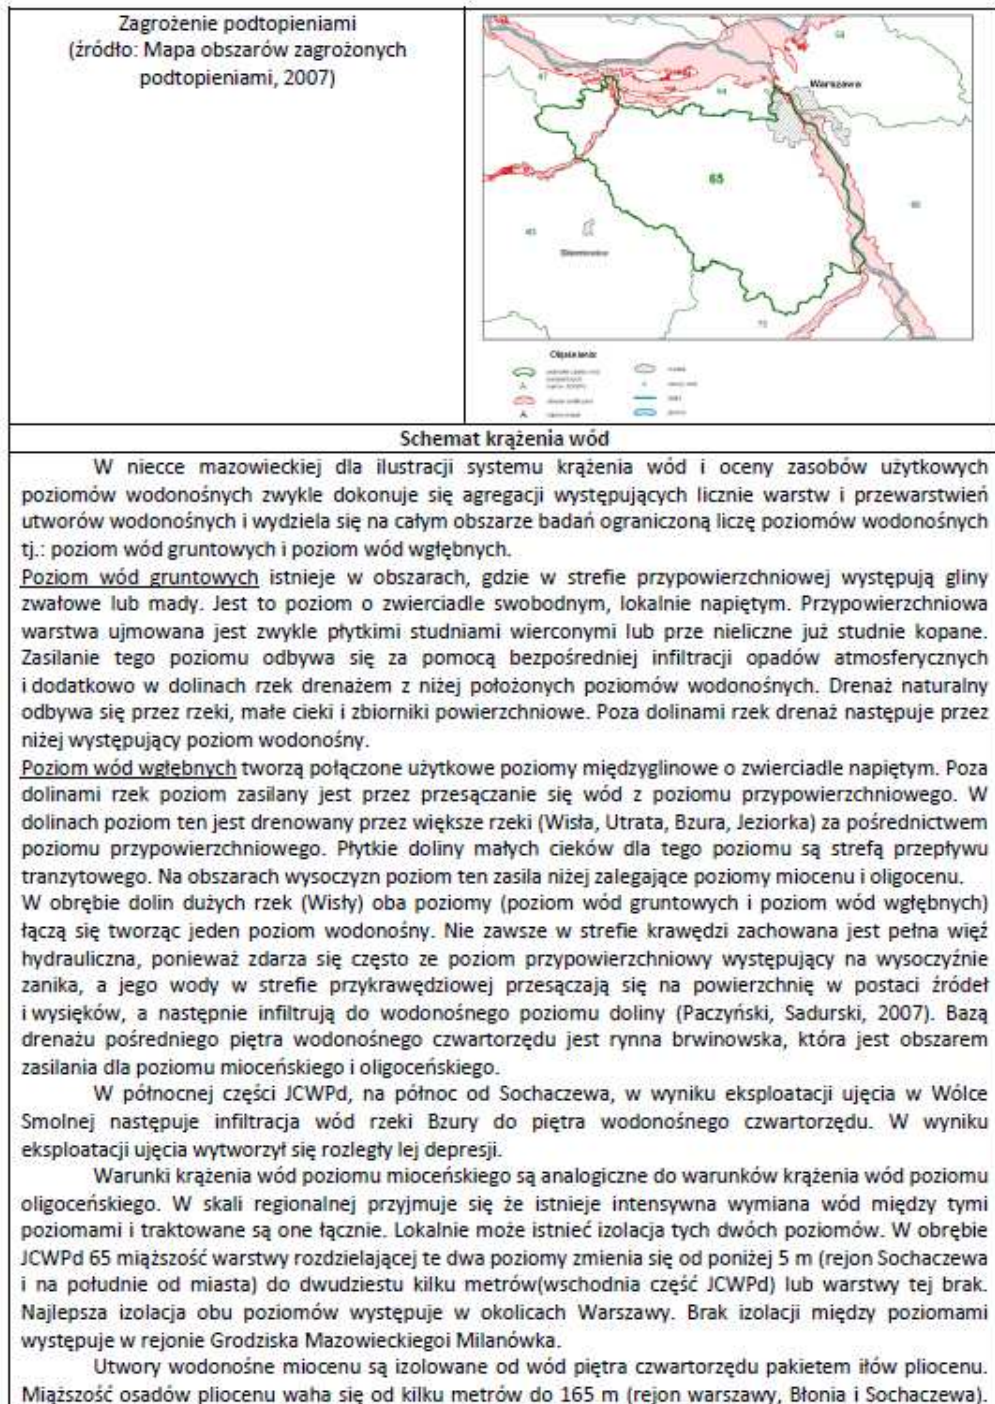 Zagrożenie podtopieniami
(źródło: Mapa obszarów zagrożonych
podtopieniami, 2007)
Warszawa
65
Skierniewice
Objaśnienia
Schemat krążenia wód
W niecce mazowieckiej dla ilustracji systemu krążenia wód i oceny zasobów użytkowych
poziomów wodonośnych zwykle dokonuje się agregacji występujących licznie warstw i przewarstwień
utworów wodonośnych i wydziela się na całym obszarze badań ograniczoną liczę poziomów wodonośnych
tj.: poziom wód gruntowych i poziom wód wgłębnych.
Poziom wód gruntowych istnieje w obszarach, gdzie w strefie przypowierzchniowej występują gliny
zwałowe lub mady. Jest to poziom o zwierciadle swobodnym, lokalnie napiętym. Przypowierzchniowa
warstwa ujmowana jest zwykle płytkimi studniami wierconymi lub prze nieliczne już studnie kopane.
Zasilanie tego poziomu odbywa się za pomocą bezpośredniej infiltracji opadów atmosferycznych
i dodatkowo w dolinach rzek drenażem z niżej położonych poziomów wodonośnych. Drenaż naturalny
odbywa się przez rzeki, małe cieki i zbiorniki powierzchniowe. Poza dolinami rzek drenaż następuje przez
niżej występujący poziom wodonośny.
Poziom wód wgłębnych tworzą połączone użytkowe poziomy międzyglinowe o zwierciadle napiętym. Poza
dolinami rzek poziom zasilany jest przez przesączanie się wód z poziomu przypowierzchniowego. W
dolinach poziom ten jest drenowany przez większe rzeki (Wisła, Utrata, Bzura, Jeziorka) za pośrednictwem
poziomu przypowierzchniowego. Płytkie doliny małych cieków dla tego poziomu są strefą przepływu
tranzytowego. Na obszarach wysoczyzn poziom ten zasila niżej zalegające poziomy miocenu i oligocenu.
W obrębie dolin dużych rzek (Wisły) oba poziomy (poziom wód gruntowych i poziom wód wgłębnych)
łączą się tworząc jeden poziom wodonośny. Nie zawsze w strefie krawędzi zachowana jest pełna więź
hydrauliczna, ponieważ zdarza się często ze poziom przypowierzchniowy występujący na wysoczyźnie
zanika, a jego wody w strefie przykrawędziowej przesączają się na powierzchnię w postaci źródeł
i wysięków, a następnie infiltrują do wodonośnego poziomu doliny (Paczyński, Sadurski, 2007). Bazą
drenażu pośredniego piętra wodonośnego czwartorzędu jest rynna brwinowska, która jest obszarem
zasilania dla poziomu mioceńskiego i oligoceńskiego.
W północnej części JCWPd, na północ od Sochaczewa, w wyniku eksploatacji ujęcia w Wólce
Smolnej następuje infiltracja wód rzeki Bzury do piętra wodonośnego czwartorzędu. W wyniku
eksploatacji ujęcia wytworzył się rozległy lej depresji.
Warunki krążenia wód poziomu mioceńskiego są analogiczne do warunków krążenia wód poziomu
oligoceńskiego. W skali regionalnej przyjmuje się że istnieje intensywna wymiana wód między tymi
poziomami i traktowane są one łącznie. Lokalnie może istnieć izolacja tych dwóch poziomów. W obrębie
JCWPd 65 miąższość warstwy rozdzielającej te dwa poziomy zmienia się od poniżej 5 m (rejon Sochaczewa
i na południe od miasta) do dwudziestu kilku metrów(wschodnia część JCWPd) lub warstwy tej brak.
Najlepsza izolacja obu poziomów występuje w okolicach Warszawy. Brak izolacji między poziomami
występuje w rejonie Grodziska Mazowieckiegoi Milanówka.
Utwory wodonośne miocenu są izolowane od wód piętra czwartorzędu pakietem iłów pliocenu.
Miąższość osadów pliocenu waha się od kilku metrów do 165 m (rejon warszawy, Błonia i Sochaczewa).